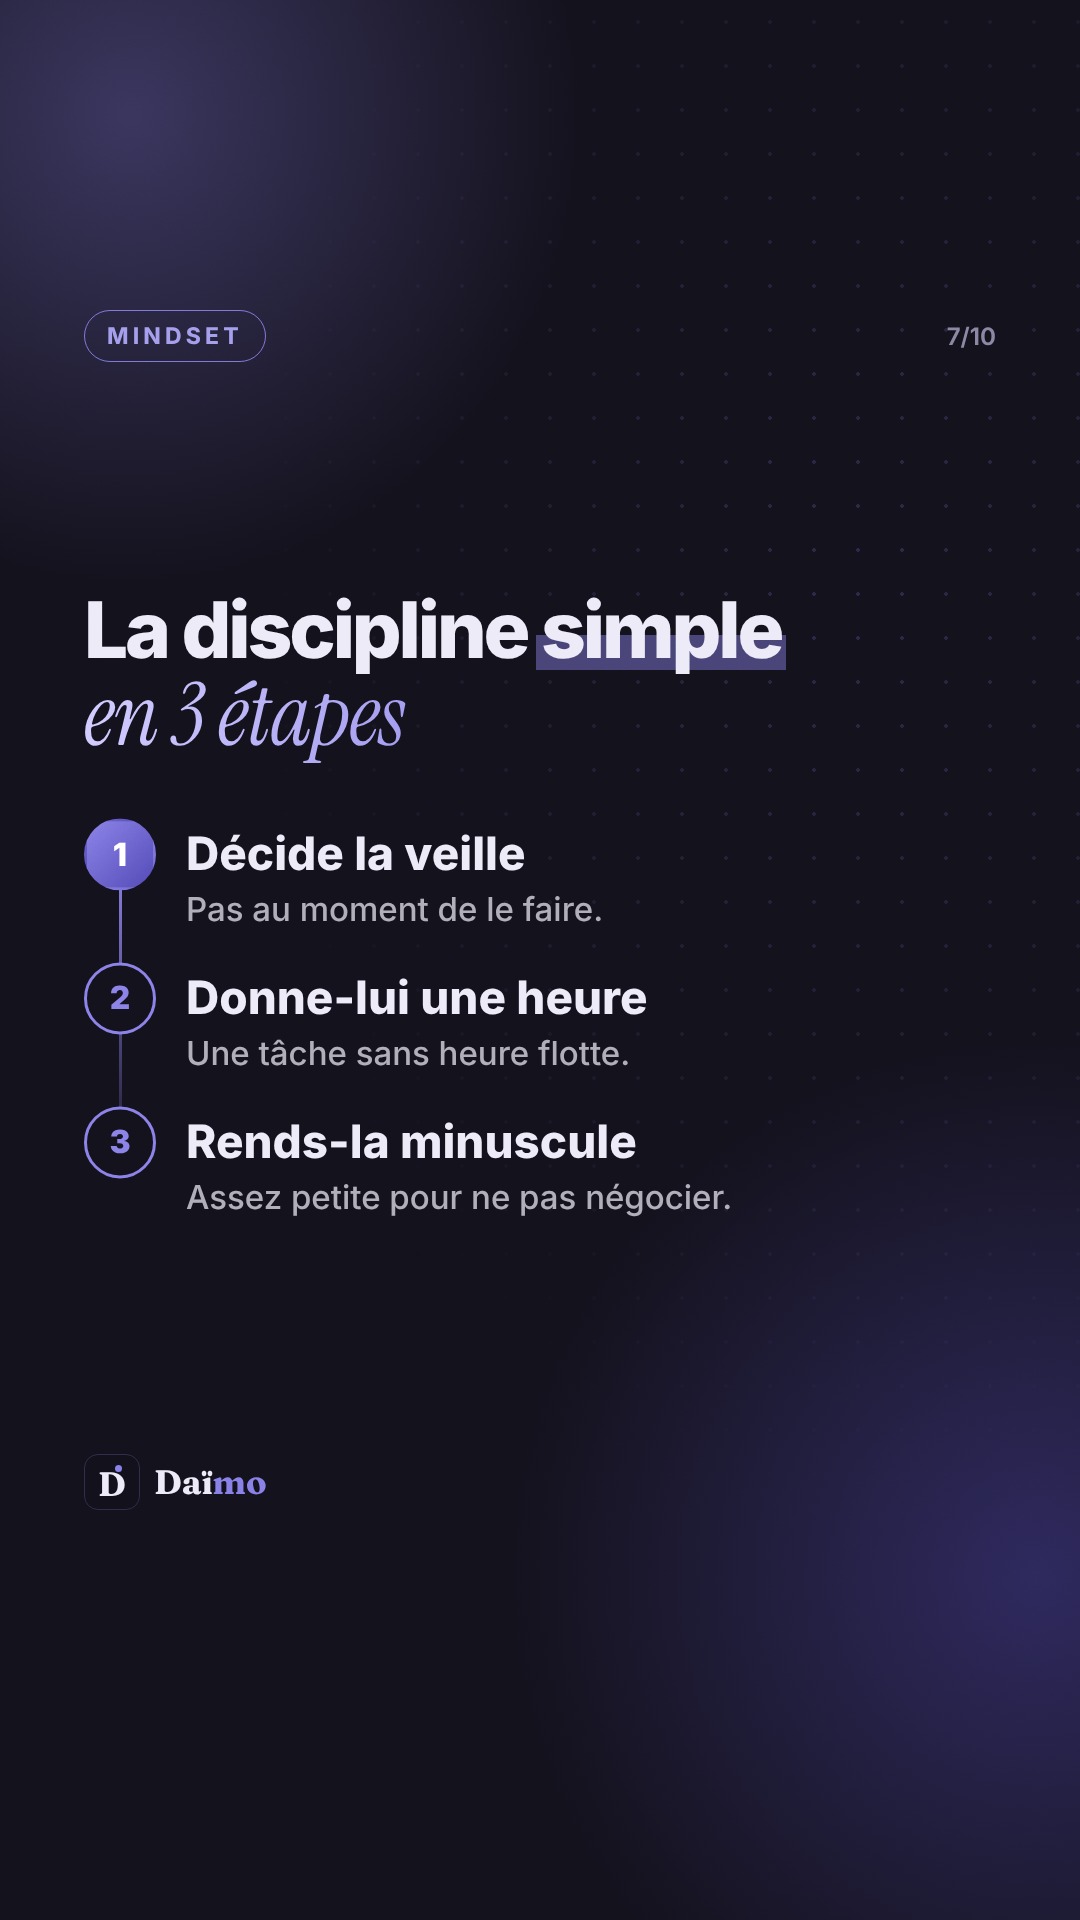 MINDSET
7/10
La discipline simple
en 3 étapes
1
Décide la veille
Pas au moment de le faire.
2
Donne-lui une heure
Une tâche sans heure flotte.
3
Rends-la minuscule
Assez petite pour ne pas négocier.
D Daïmo